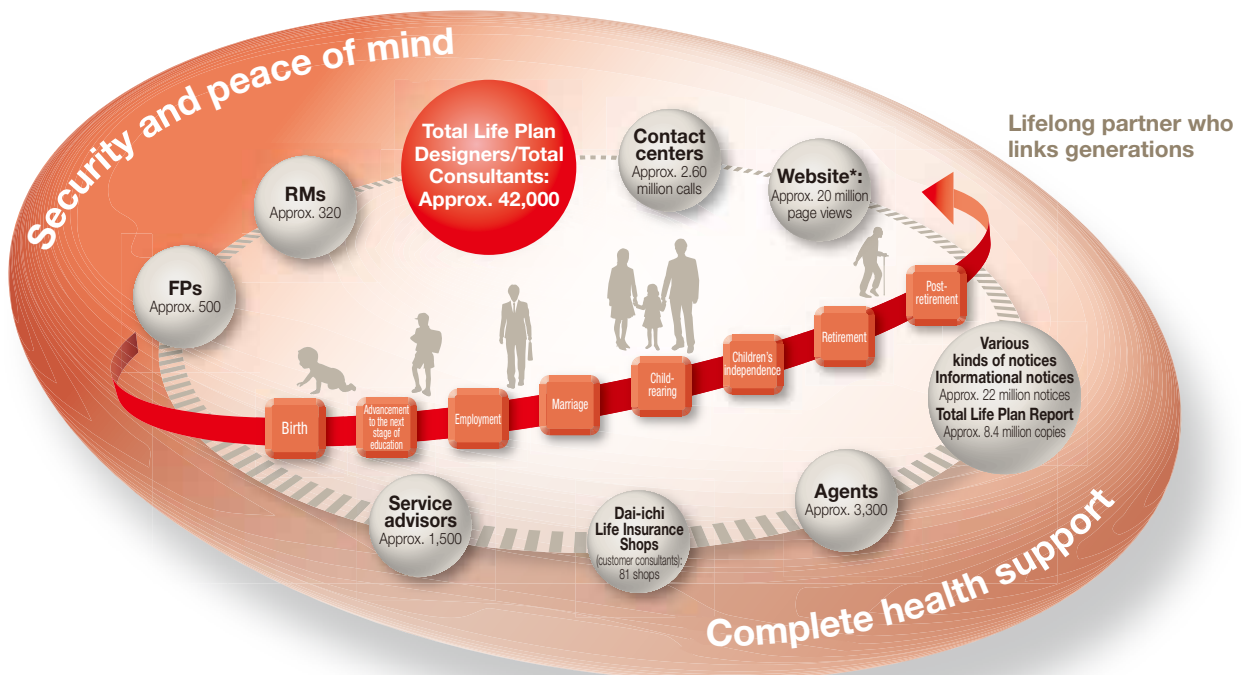 Security and peace of mind
Total Life Plan
Designers/Total
Consultants:
Approx. 42,000
Contact
centers
Approx. 2.60
million calls
Website*:
Approx. 20 million
page views
Lifelong partner who
links generations
RMs
Approx. 320
FPs
Approx. 500
Birth
Advancement
to the next
stage of
education
Employment
Marriage
Child-
rearing
Children's
independence
Retirement
Post-
retirement
Various
kinds of notices
Informational notices
Approx. 22 million notices
Total Life Plan Report
Approx. 8.4 million copies
Service
advisors
Approx. 1,500
Dai-ichi
Life Insurance
Shops
(customer consultants):
81 shops
Agents
Approx. 3,300
Complete health support